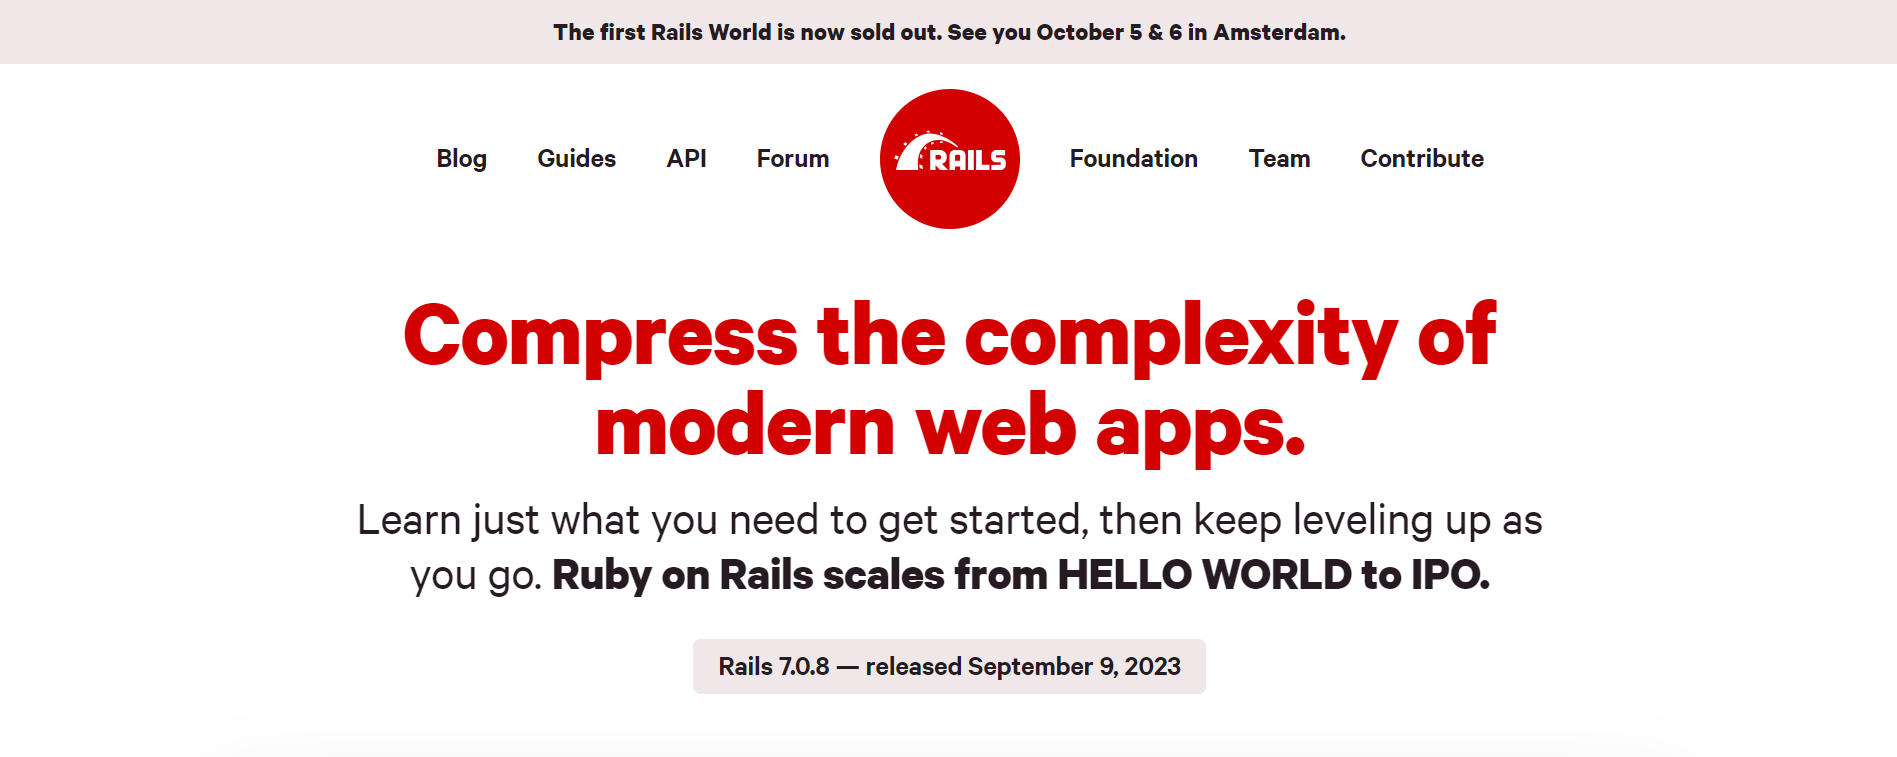 The first Rails World is now sold out. See you October 5 & 6 in Amsterdam.
Blog Guides API Forum RAILS Foundation Team Contribute
Compress the complexity of
modern web apps.
Learn just what you need to get started, then keep leveling up as
you go. Ruby on Rails scales from HELLO WORLD to IPO.
Rails 7.0.8 — released September 9, 2023